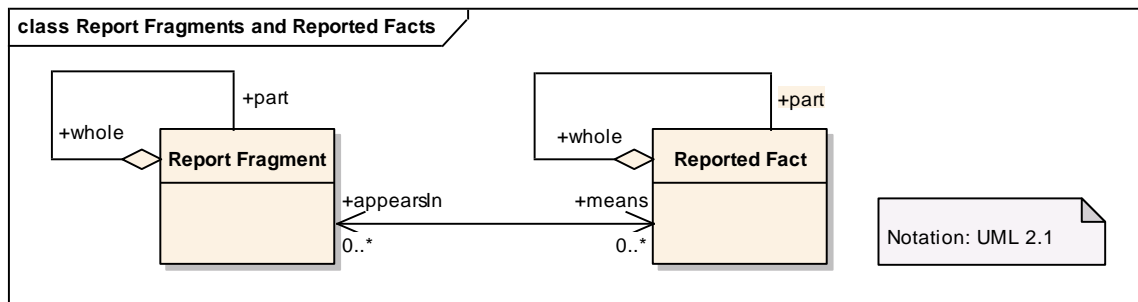 class Report Fragments and Reported Facts
+part
+part
+whole
+whole
Report Fragment
Reported Fact
+appearsIn
+means
0..*
0..*
Notation: UML 2.1